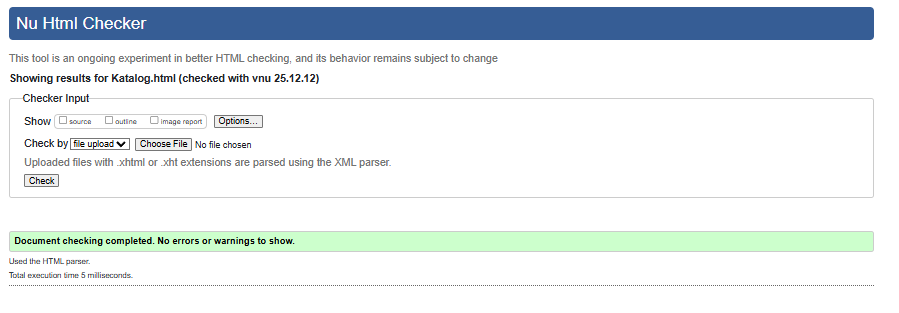 Nu Html Checker
This tool is an ongoing experiment in better HTML checking, and its behavior remains subject to change
Showing results for Katalog.html (checked with vnu 25.12.12)
Checker Input
Show source outline image report Options...
Check by file upload Choose File No file chosen
Uploaded files with .xhtml or .xht extensions are parsed using the XML parser.
Check
Document checking completed. No errors or warnings to show.
Used the HTML parser.
Total execution time 5 milliseconds.